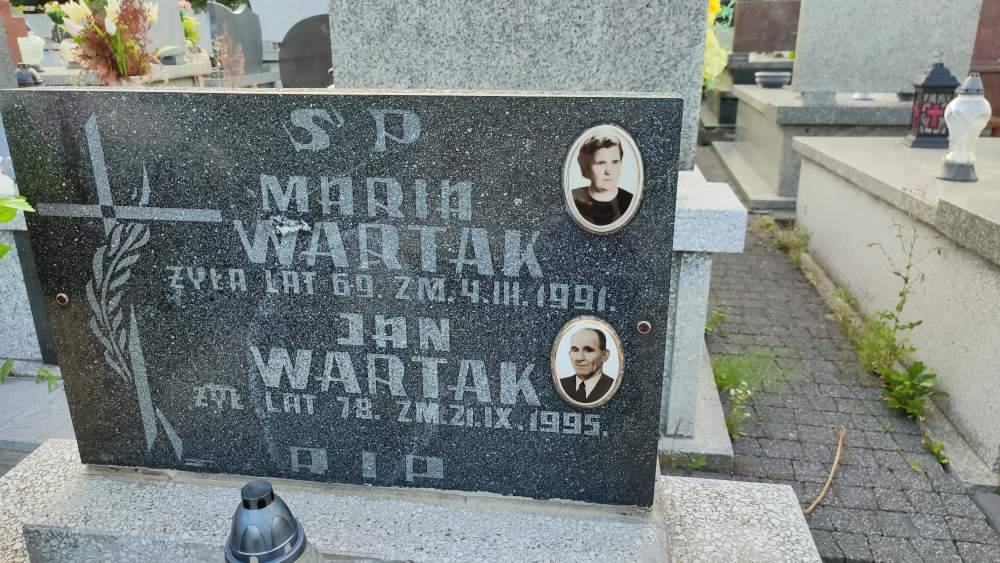 SP
MARIA
WARTAK
ŻYŁA LAT 69. ZM. 4.III.1991.
JAN
WARTAK
ŻYŁ LAT 78. ZM. 21.IX.1995.
RIP